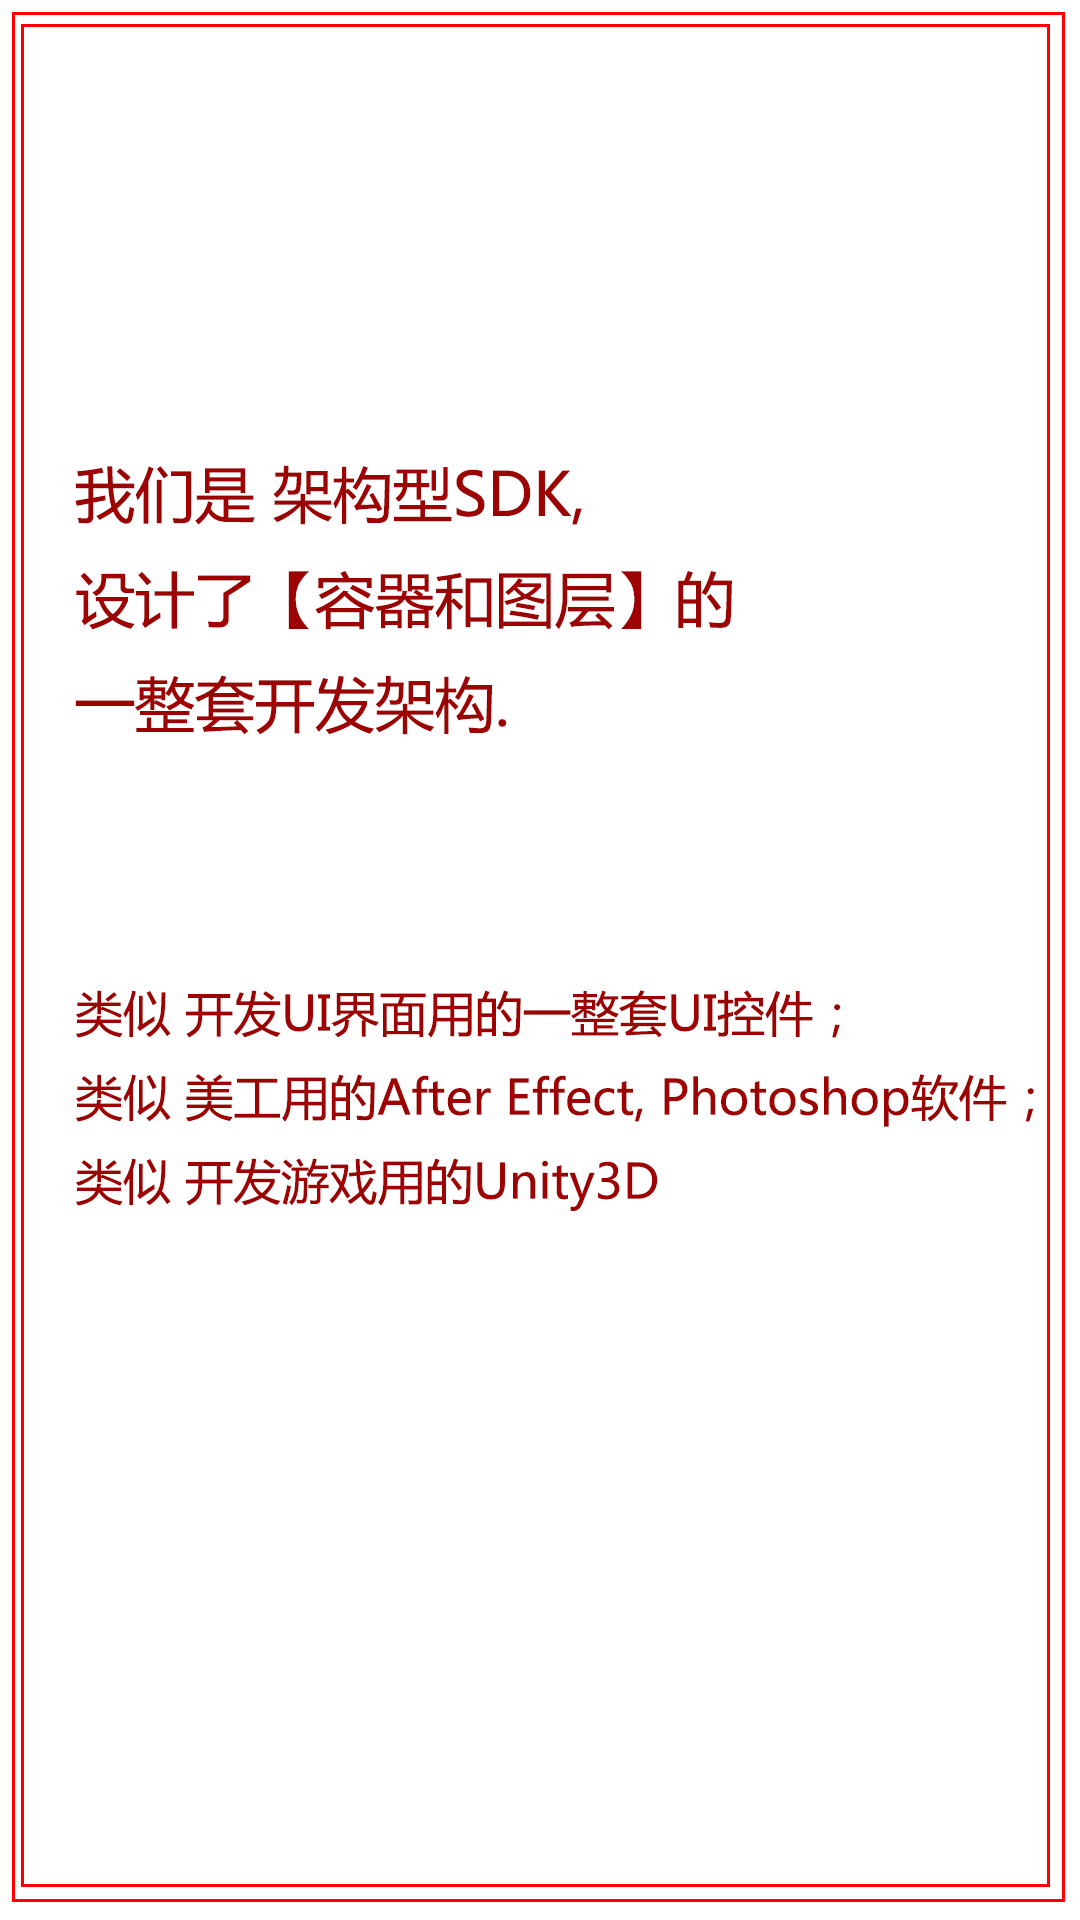 我们是 架构型SDK,
设计了【容器和图层】的
一整套开发架构.
类似 开发UI界面用的一整套UI控件；
类似 美工用的After Effect, Photoshop软件；
类似 开发游戏用的Unity3D